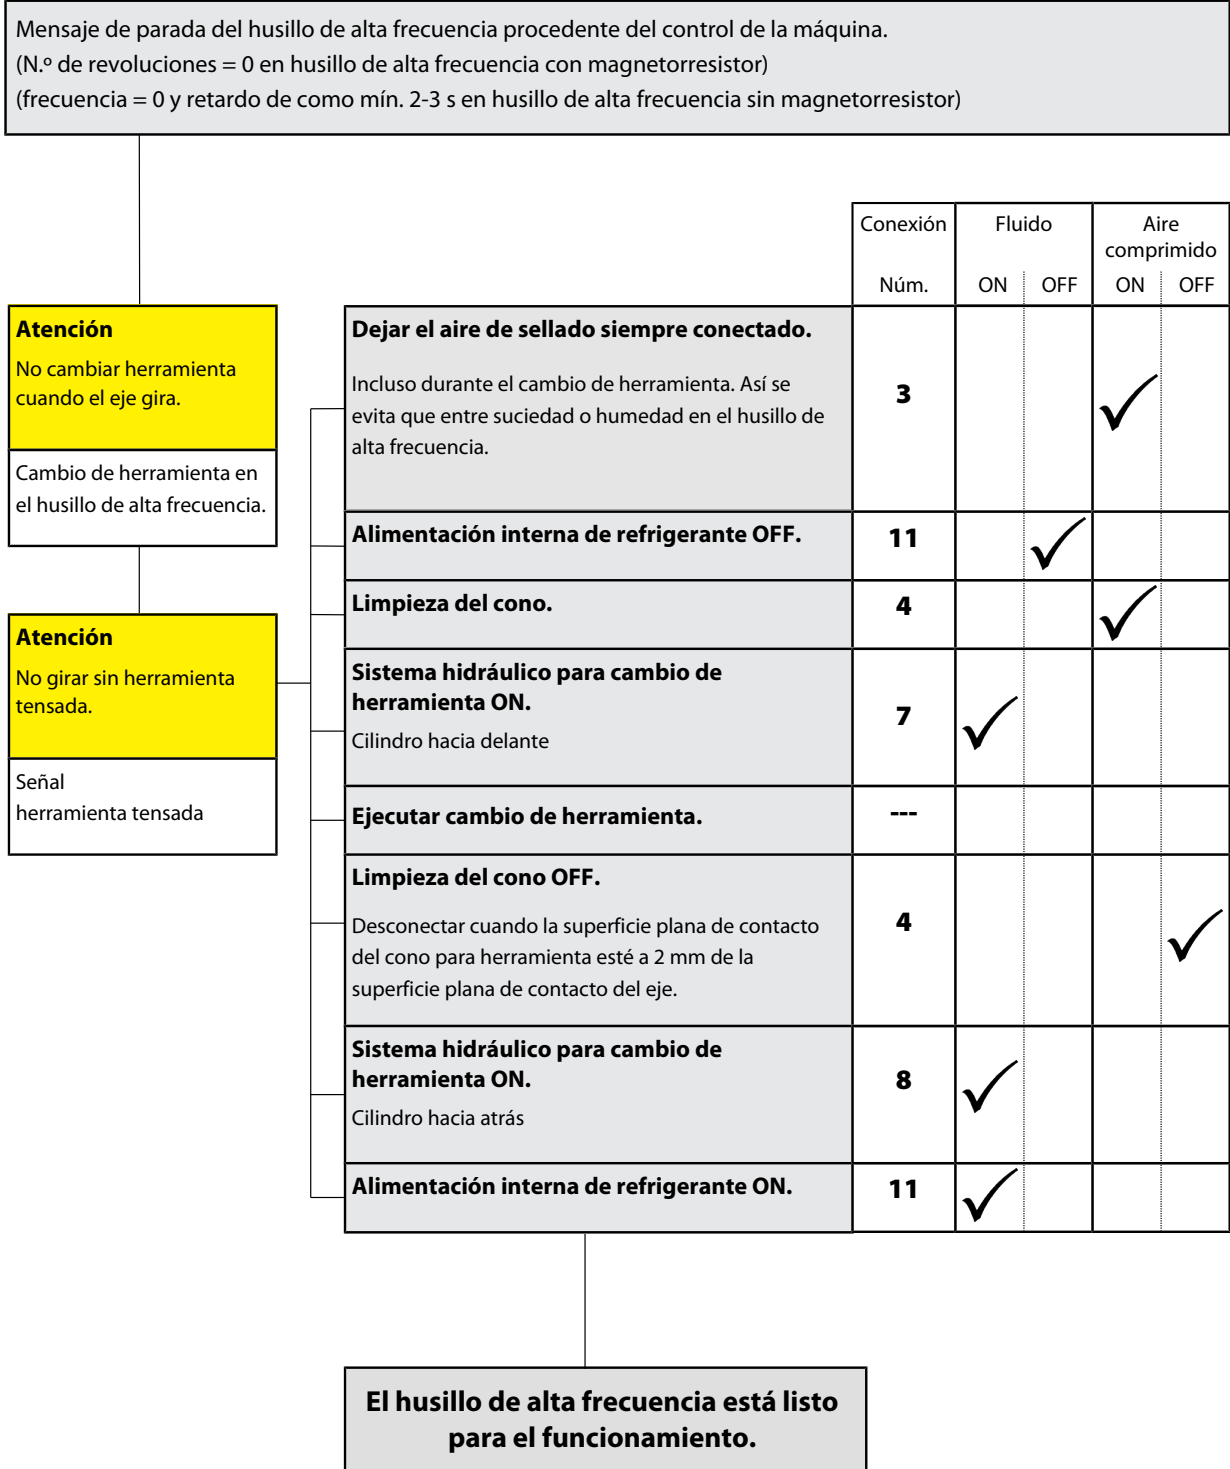 Mensaje de parada del husillo de alta frecuencia procedente del control de la máquina.
(N.º de revoluciones = 0 en husillo de alta frecuencia con magnetorresistor)
(frecuencia = 0 y retardo de como mín. 2-3 s en husillo de alta frecuencia sin magnetorresistor)
Conexión Fluido Aire
comprimido
Núm. ON OFF ON OFF
Atención
No cambiar herramienta
cuando el eje gira.
Cambio de herramienta en
el husillo de alta frecuencia.
Atención
No girar sin herramienta
tensada.
Señal
herramienta tensada
Dejar el aire de sellado siempre conectado.
Incluso durante el cambio de herramienta. Así se
evita que entre suciedad o humedad en el husillo de
alta frecuencia.
3
Alimentación interna de refrigerante OFF.
11
Limpieza del cono.
4
Sistema hidráulico para cambio de
herramienta ON.
Cilindro hacia delante
7
Ejecutar cambio de herramienta.
---
Limpieza del cono OFF.
Desconectar cuando la superficie plana de contacto
del cono para herramienta esté a 2 mm de la
superficie plana de contacto del eje.
4
Sistema hidráulico para cambio de
herramienta ON.
Cilindro hacia atrás
8
Alimentación interna de refrigerante ON.
11
El husillo de alta frecuencia está listo
para el funcionamiento.